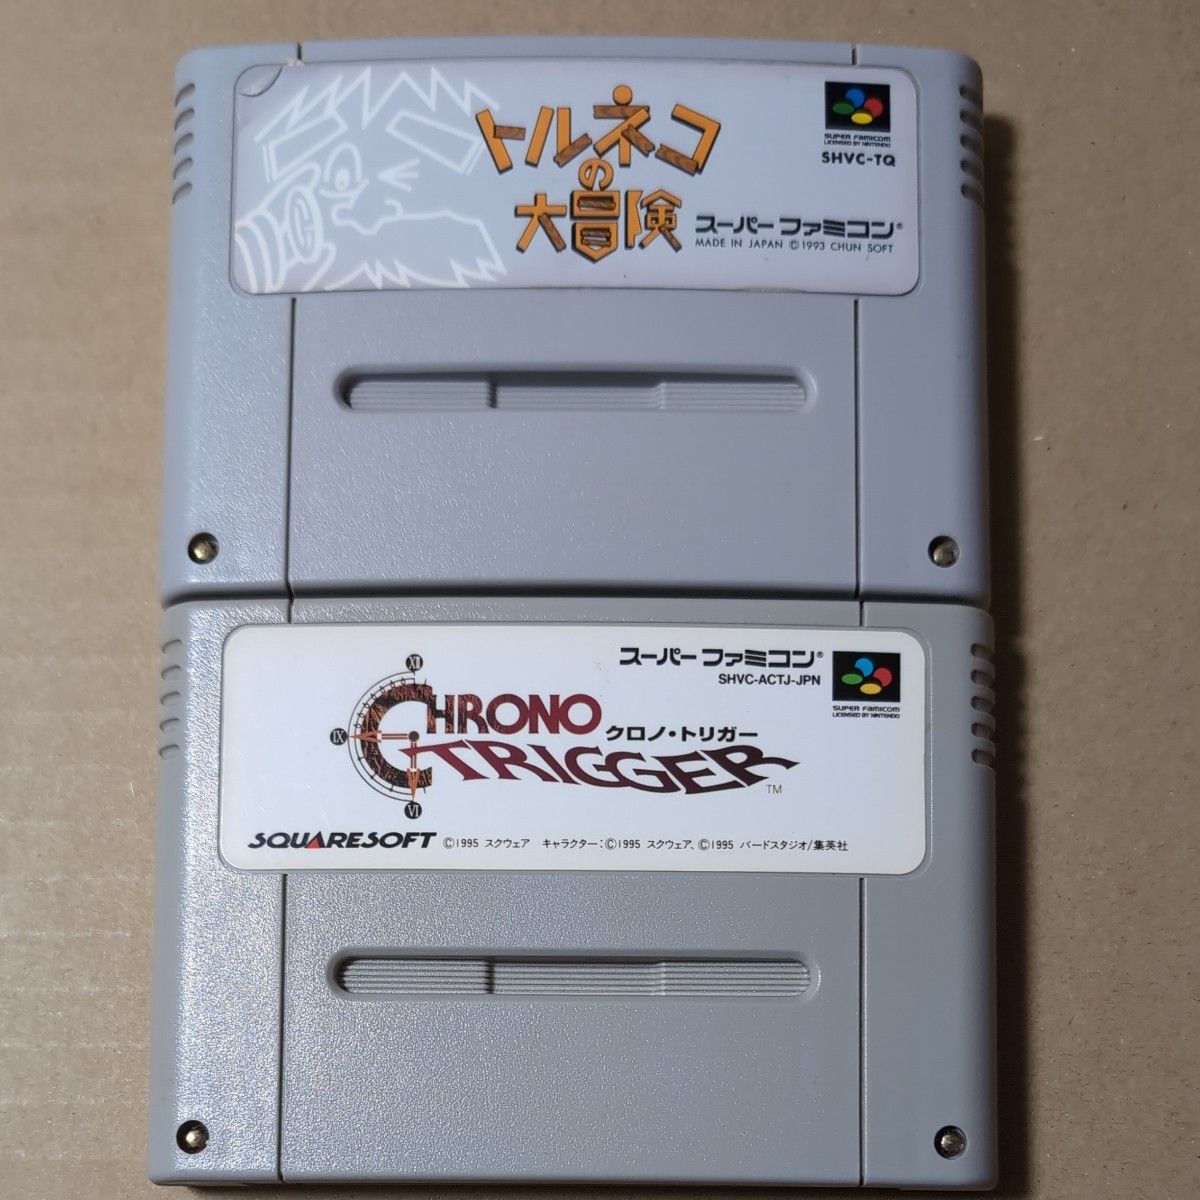 トルネコ
の
大冒険
SUPER FAMICOM
LICENSED BY NINTENDO
SHVC-TQ
スーパーファミコン®
MADE IN JAPAN ©1993 CHUN SOFT
スーパーファミコン®
SHVC-ACTJ-JPN
SUPER FAMICOM
LICENSED BY NINTENDO
XII
IX
VI
CHRONO
クロノ・トリガー
TRIGGER™
SQUARESOFT ©1995 スクウェア キャラクター:©1995 スクウェア、©1995 バードスタジオ/集英社